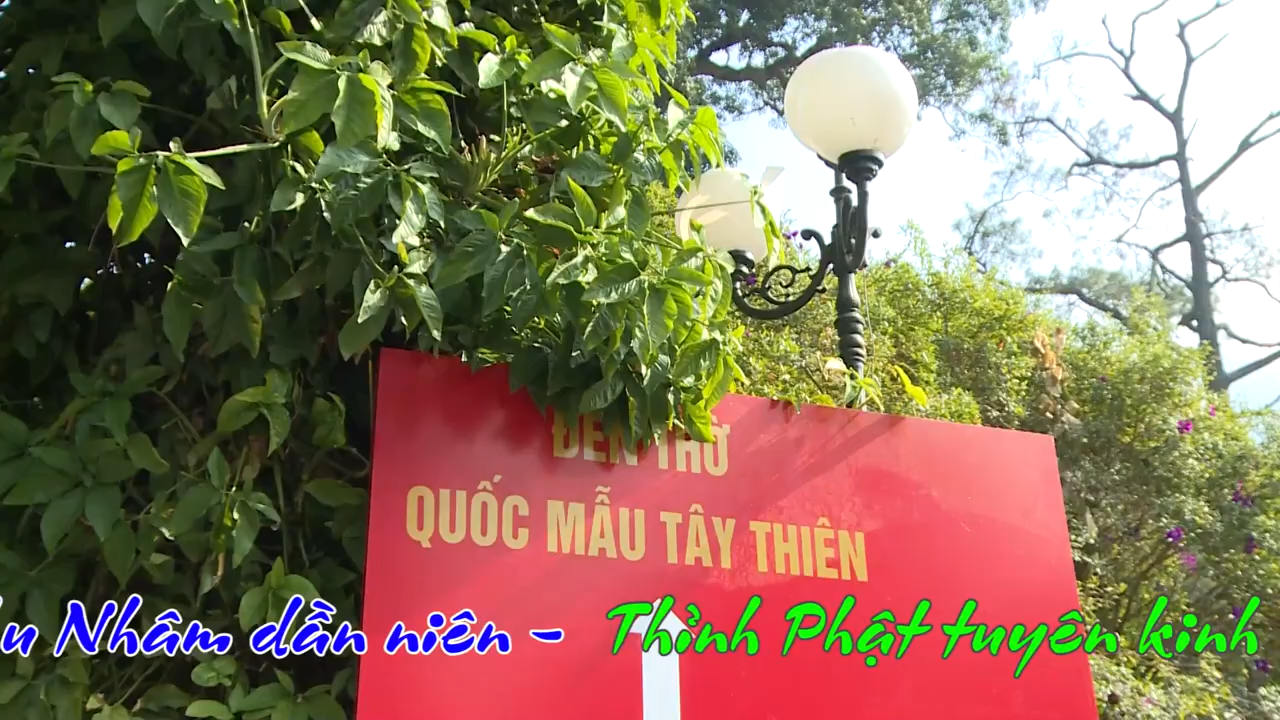 ĐỀN THỜ
QUỐC MẪU TÂY THIÊN
Nhâm dần niên - Thỉnh Phật tuyên kinh